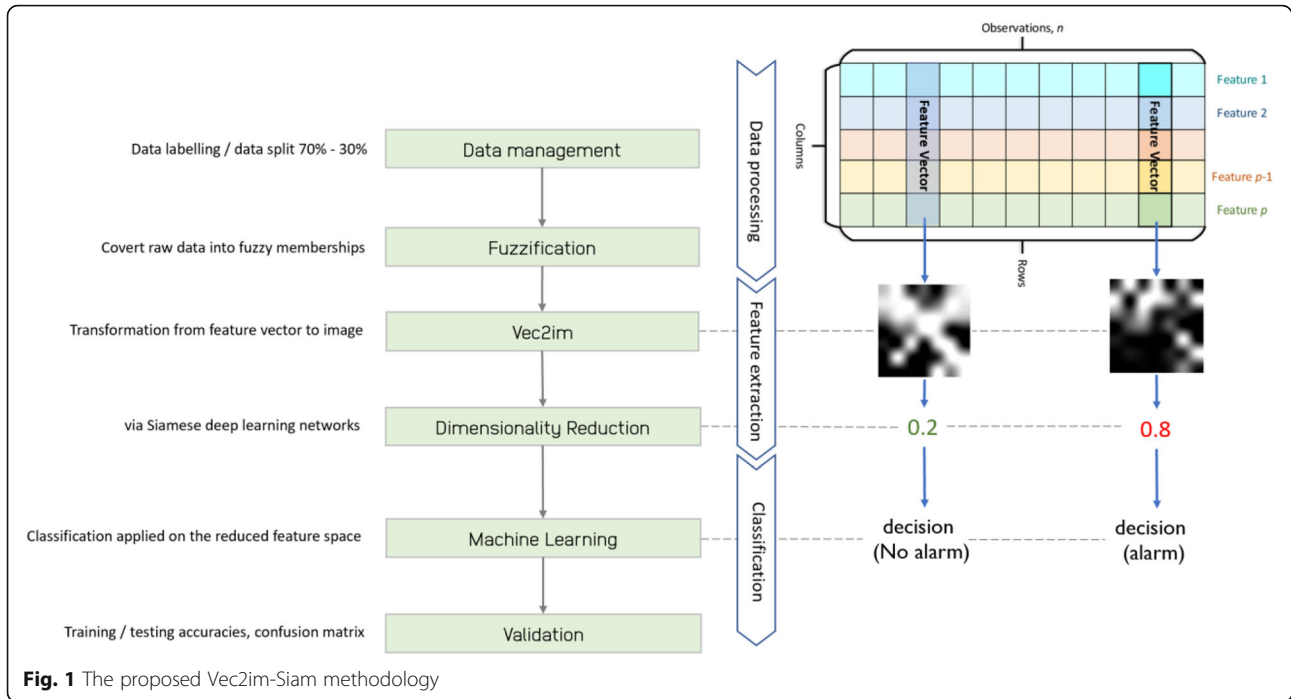 Observations, n
Feature 1
Feature 2
Feature p-1
Feature p
Columns
Rows
Feature Vector
Feature Vector
Data processing
Feature extraction
Classification
Data labelling / data split 70% - 30%
Data management
Covert raw data into fuzzy memberships
Fuzzification
Transformation from feature vector to image
Vec2im
via Siamese deep learning networks
Dimensionality Reduction
0.2
0.8
Classification applied on the reduced feature space
Machine Learning
decision
(No alarm)
decision
(alarm)
Training / testing accuracies, confusion matrix
Validation
Fig. 1 The proposed Vec2im-Siam methodology